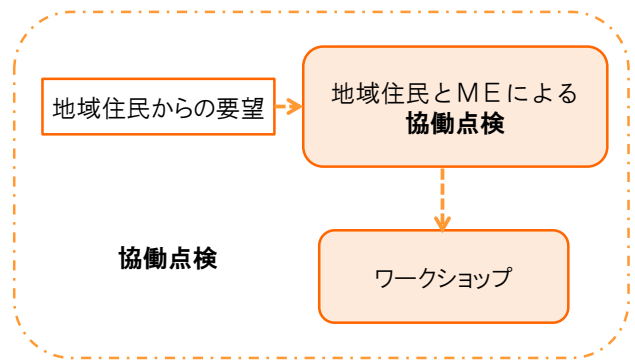 地域住民からの要望
地域住民とＭＥによる
協働点検
協働点検
ワークショップ